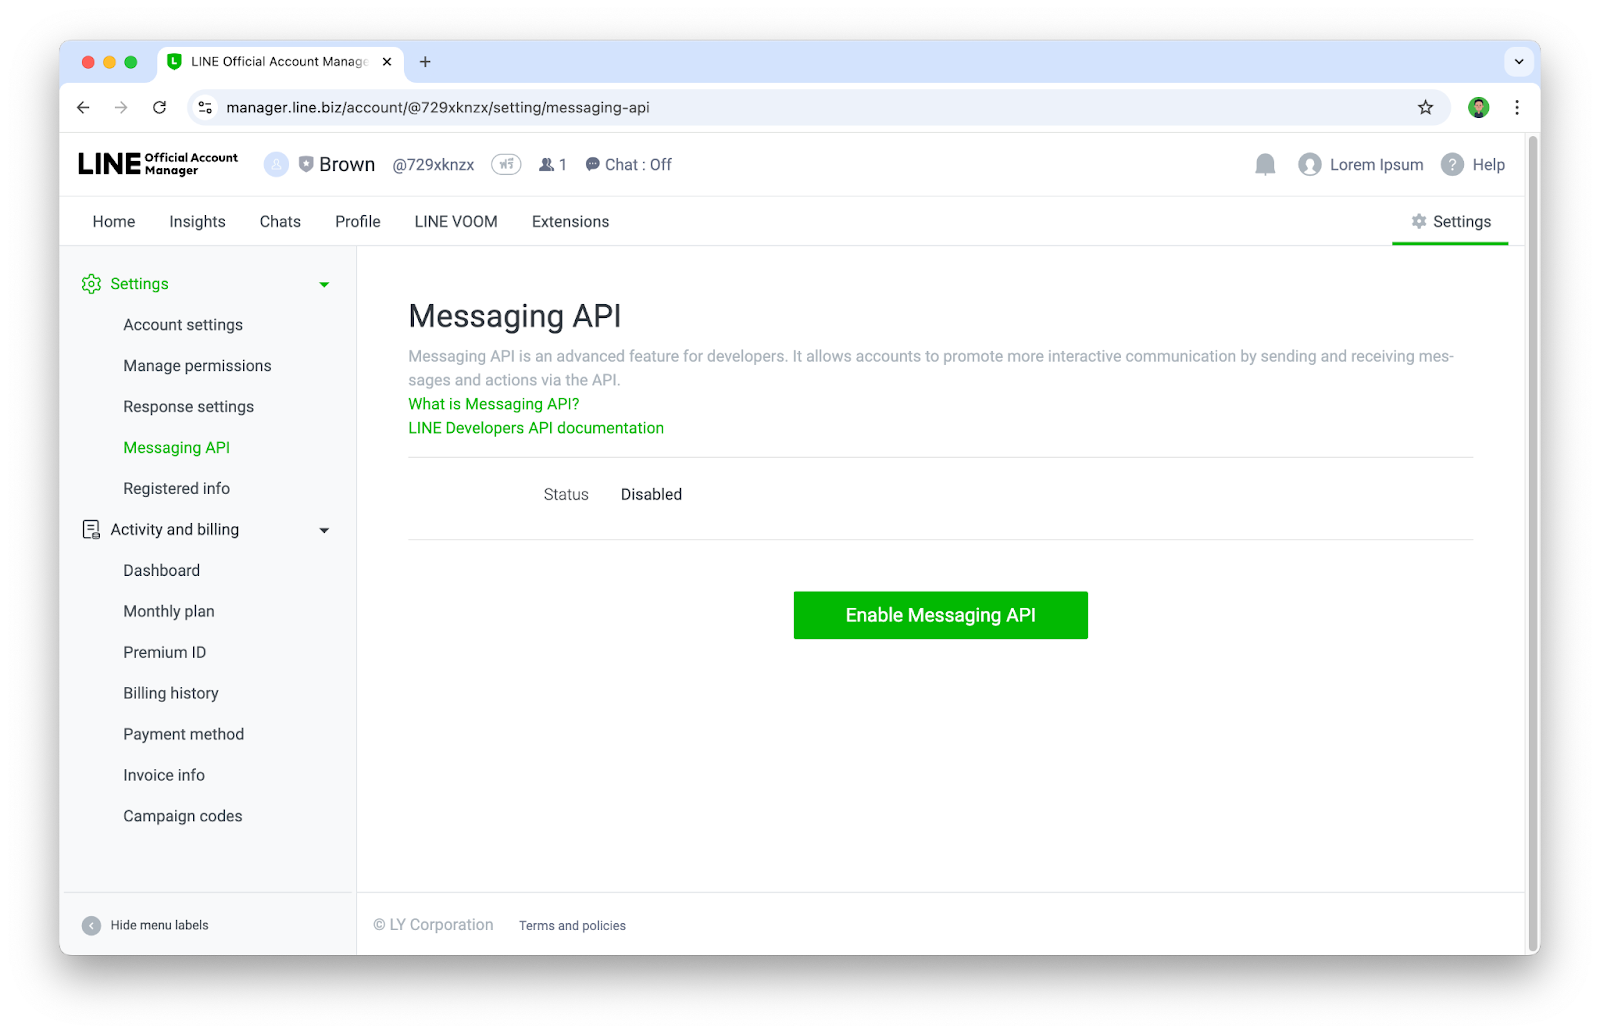 LINE Official Account Manage
manager.line.biz/account/@729xknzx/setting/messaging-api
LINE Official Account Manager
Brown @729xknzx ฟรี 1 Chat : Off
Lorem Ipsum ? Help
Home Insights Chats Profile LINE VOOM Extensions Settings
Settings
Account settings
Manage permissions
Response settings
Messaging API
Registered info
Activity and billing
Dashboard
Monthly plan
Premium ID
Billing history
Payment method
Invoice info
Campaign codes
Hide menu labels
Messaging API
Messaging API is an advanced feature for developers. It allows accounts to promote more interactive communication by sending and receiving mes-
sages and actions via the API.
What is Messaging API?
LINE Developers API documentation
Status Disabled
Enable Messaging API
© LY Corporation Terms and policies